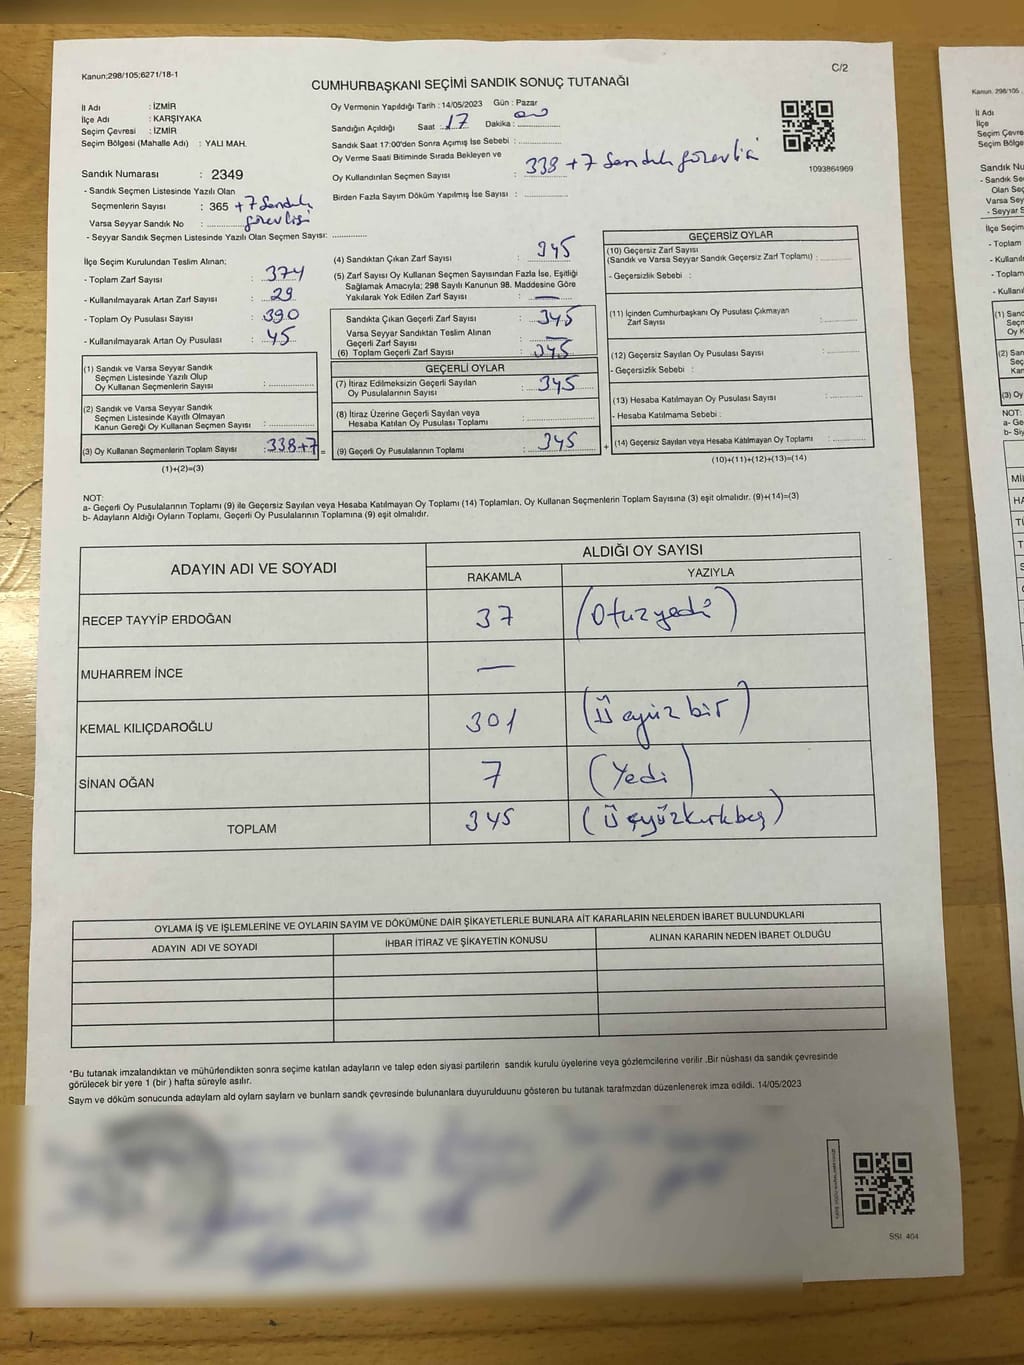 Kanun;298/105;6271/18-1
C/2
CUMHURBAŞKANI SEÇİMİ SANDIK SONUÇ TUTANAĞI
İl Adı : İZMİR
İlçe Adı : KARŞIYAKA
Seçim Çevresi : İZMİR
Seçim Bölgesi (Mahalle Adı) : YALI MAH.
Oy Vermenin Yapıldığı Tarih : 14/05/2023 Gün : Pazar
Sandığın Açıldığı Saat : 17 Dakika : 00
Sandık Saat 17:00'den Sonra Açımış İse Sebebi :
Oy Verme Saati Bitiminde Sırada Bekleyen ve
Oy Kullandırılan Seçmen Sayısı : 338 + 7 Sandık görevlisi
Birden Fazla Sayım Döküm Yapılmış İse Sayısı :
1093864969
Sandık Numarası : 2349
- Sandık Seçmen Listesinde Yazılı Olan
Seçmenlerin Sayısı : 365 + 7 Sandık görevlisi
Varsa Seyyar Sandık No :
- Seyyar Sandık Seçmen Listesinde Yazılı Olan Seçmen Sayısı:
İlçe Seçim Kurulundan Teslim Alınan;
- Toplam Zarf Sayısı : 374
- Kullanılmayarak Artan Zarf Sayısı : 29
- Toplam Oy Pusulası Sayısı : 390
- Kullanılmayarak Artan Oy Pusulası : 45
(1) Sandık ve Varsa Seyyar Sandık
Seçmen Listesinde Yazılı Olup
Oy Kullanan Seçmenlerin Sayısı :
(2) Sandık ve Varsa Seyyar Sandık
Seçmen Listesinde Kayıtlı Olmayan
Kanun Gereği Oy Kullanan Seçmen Sayısı :
(3) Oy Kullanan Seçmenlerin Toplam Sayısı : 338+7 =
(1)+(2)=(3)
(4) Sandıktan Çıkan Zarf Sayısı : 345
(5) Zarf Sayısı Oy Kullanan Seçmen Sayısından Fazla İse, Eşitliği
Sağlamak Amacıyla; 298 Sayılı Kanunun 98. Maddesine Göre
Yakılarak Yok Edilen Zarf Sayısı : —
Sandıkta Çıkan Geçerli Zarf Sayısı : 345
Varsa Seyyar Sandıktan Teslim Alınan
Geçerli Zarf Sayısı : —
(6) Toplam Geçerli Zarf Sayısı : 345
GEÇERLİ OYLAR
(7) İtiraz Edilmeksizin Geçerli Sayılan
Oy Pusulalarının Sayısı : 345
(8) İtiraz Üzerine Geçerli Sayılan veya
Hesaba Katılan Oy Pusulası Toplamı :
(9) Geçerli Oy Pusulalarının Toplamı : 345 +
GEÇERSİZ OYLAR
(10) Geçersiz Zarf Sayısı
(Sandık ve Varsa Seyyar Sandık Geçersiz Zarf Toplamı) :
- Geçersizlik Sebebi :
(11) İçinden Cumhurbaşkanı Oy Pusulası Çıkmayan
Zarf Sayısı :
(12) Geçersiz Sayılan Oy Pusulası Sayısı :
- Geçersizlik Sebebi :
(13) Hesaba Katılmayan Oy Pusulası Sayısı :
- Hesaba Katılmama Sebebi :
(14) Geçersiz Sayılan veya Hesaba Katılmayan Oy Toplamı :
(10)+(11)+(12)+(13)=(14)
NOT:
a- Geçerli Oy Pusulalarının Toplamı (9) ile Geçersiz Sayılan veya Hesaba Katılmayan Oy Toplamı (14) Toplamları, Oy Kullanan Seçmenlerin Toplam Sayısına (3) eşit olmalıdır. (9)+(14)=(3)
b- Adayların Aldığı Oyların Toplamı, Geçerli Oy Pusulalarının Toplamına (9) eşit olmalıdır.
ADAYIN ADI VE SOYADI
ALDIĞI OY SAYISI
RAKAMLA YAZIYLA
RECEP TAYYİP ERDOĞAN 37 (Otuzyedi)
MUHARREM İNCE —
KEMAL KILIÇDAROĞLU 301 (Üçyüzbir)
SİNAN OĞAN 7 (Yedi)
TOPLAM 345 (Üçyüzkırkbeş)
OYLAMA İŞ VE İŞLEMLERİNE VE OYLARIN SAYIM VE DÖKÜMÜNE DAİR ŞİKAYETLERLE BUNLARA AİT KARARLARIN NELERDEN İBARET BULUNDUKLARI
ADAYIN ADI VE SOYADI İHBAR İTİRAZ VE ŞİKAYETİN KONUSU ALINAN KARARIN NEDEN İBARET OLDUĞU
*Bu tutanak imzalandıktan ve mühürlendikten sonra seçime katılan adayların ve talep eden siyasi partilerin sandık kurulu üyelerine veya gözlemcilerine verilir .Bir nüshası da sandık çevresinde
görülecek bir yere 1 (bir ) hafta süreyle asılır.
Saym ve döküm sonucunda adaylarn ald oylarn saylarn ve bunlarn sandk çevresinde bulunanlara duyurulduunu gösteren bu tutanak tarafmzdan düzenlenerek imza edildi. 14/05/2023
SSI. 404
Kanun. 298/105
İl Adı
İlçe
Seçim Çevre
Seçim Bölge
Sandık Nu